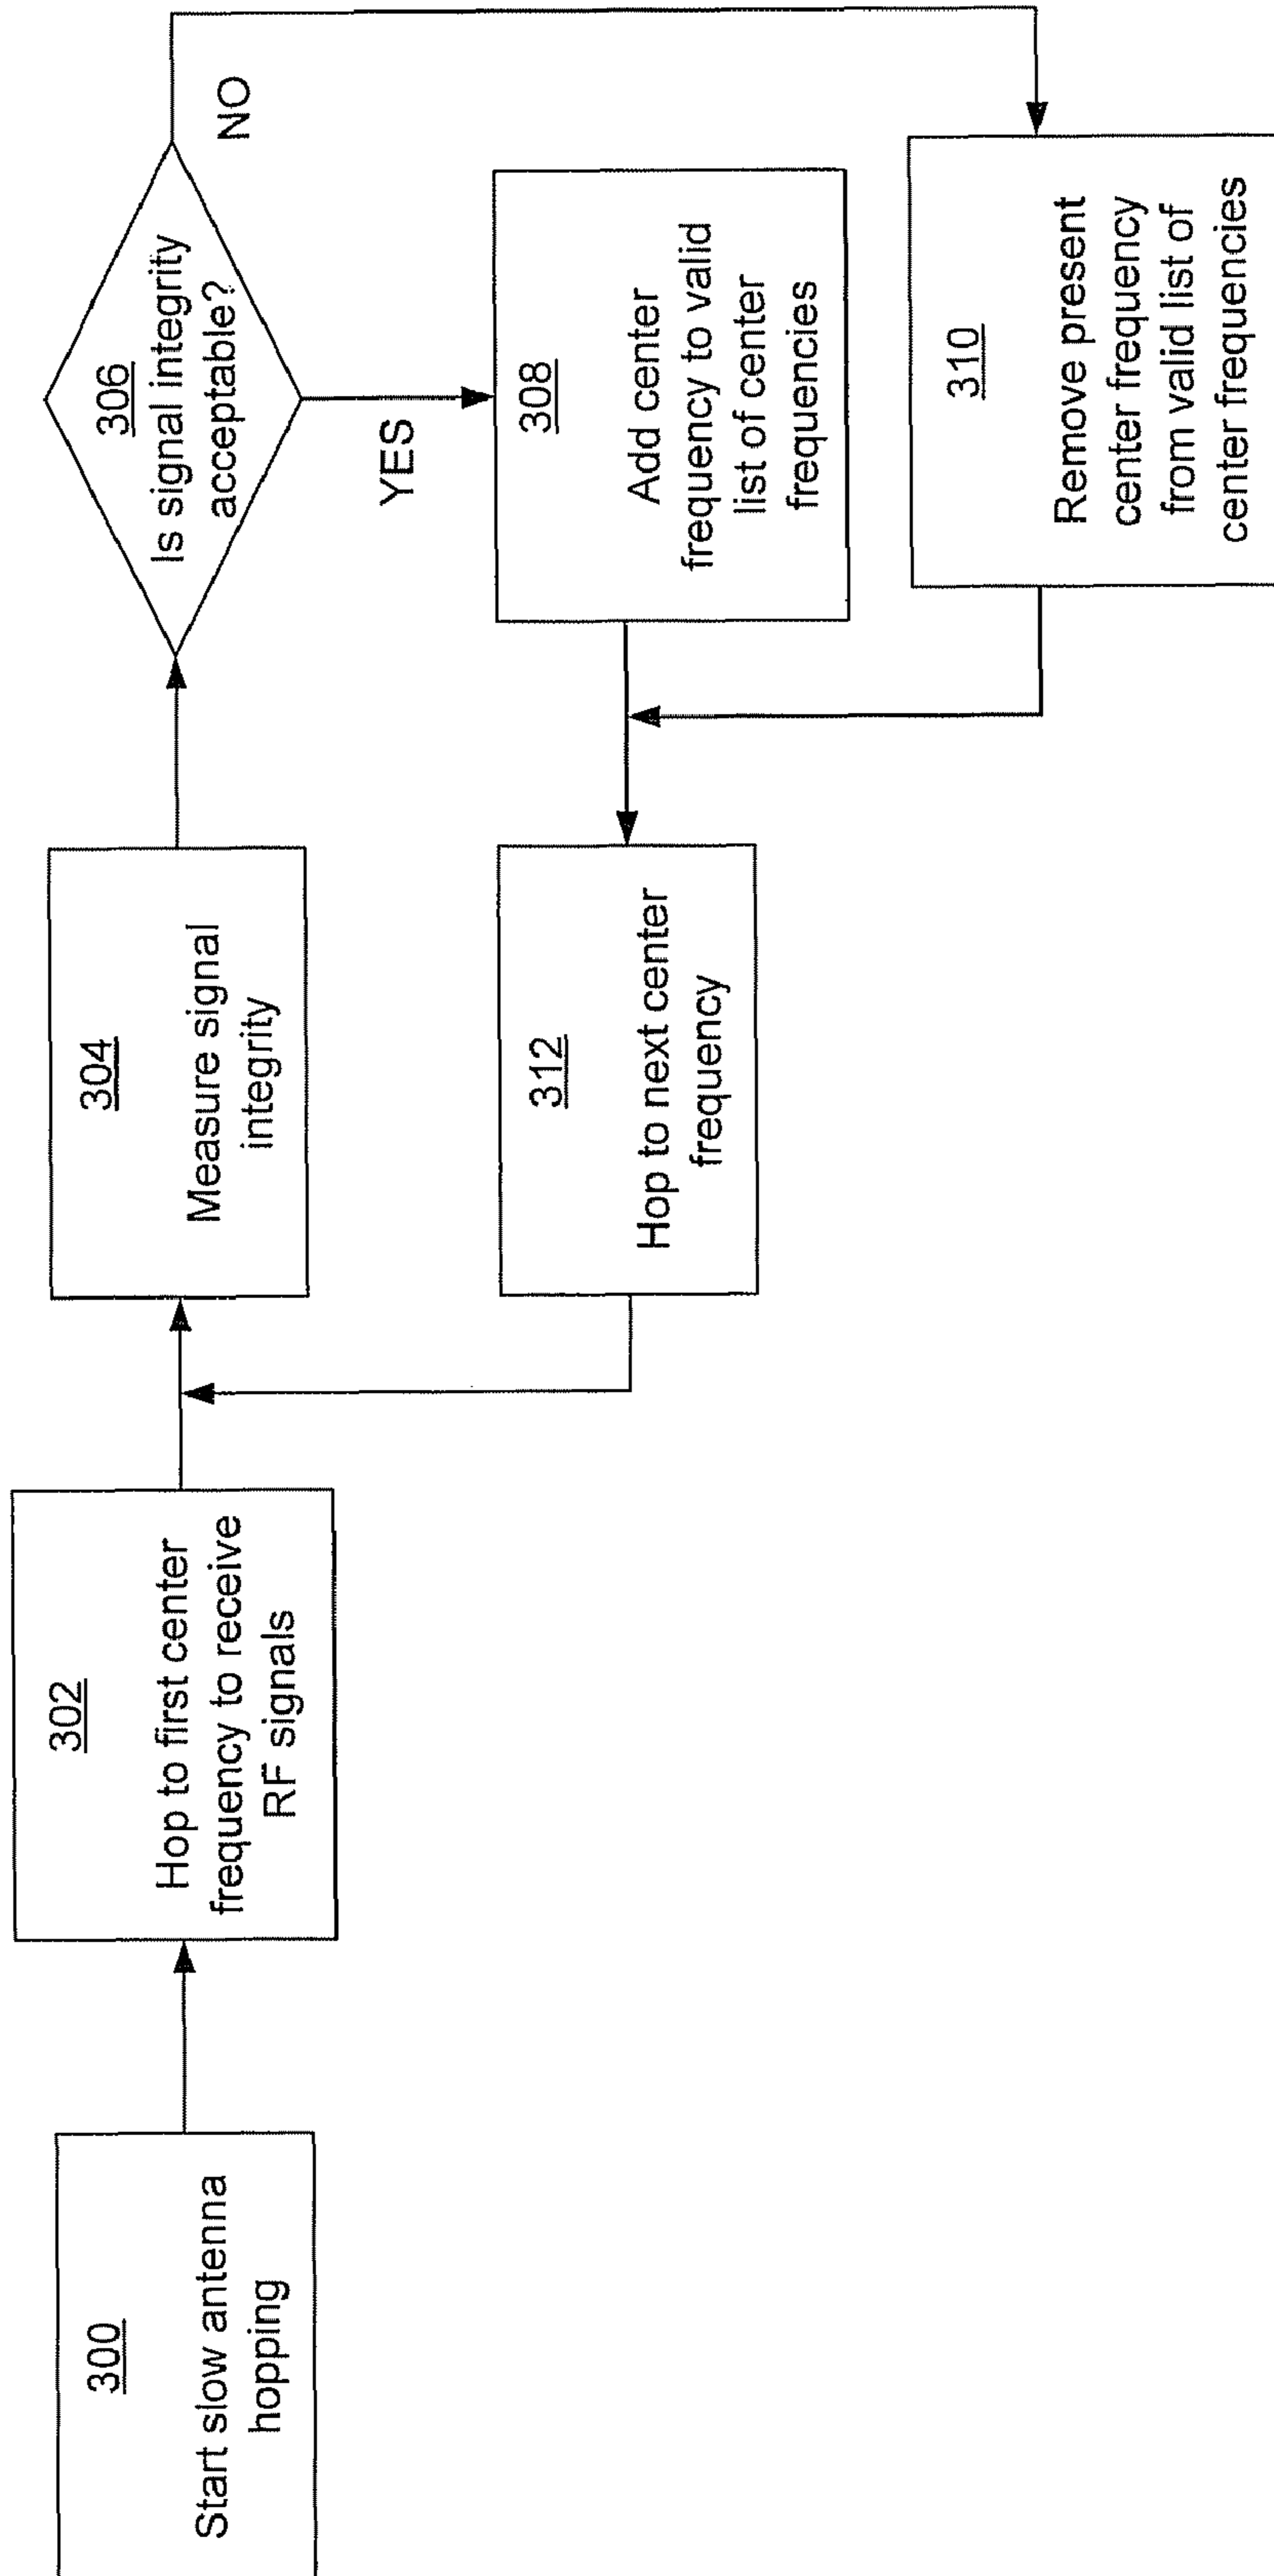 300
Start slow antenna
hopping
302
Hop to first center
frequency to receive
RF signals
304
Measure signal
integrity
306
Is signal integrity
acceptable?
NO
YES
308
Add center
frequency to valid
list of center
frequencies
310
Remove present
center frequency
from valid list of
center frequencies
312
Hop to next center
frequency